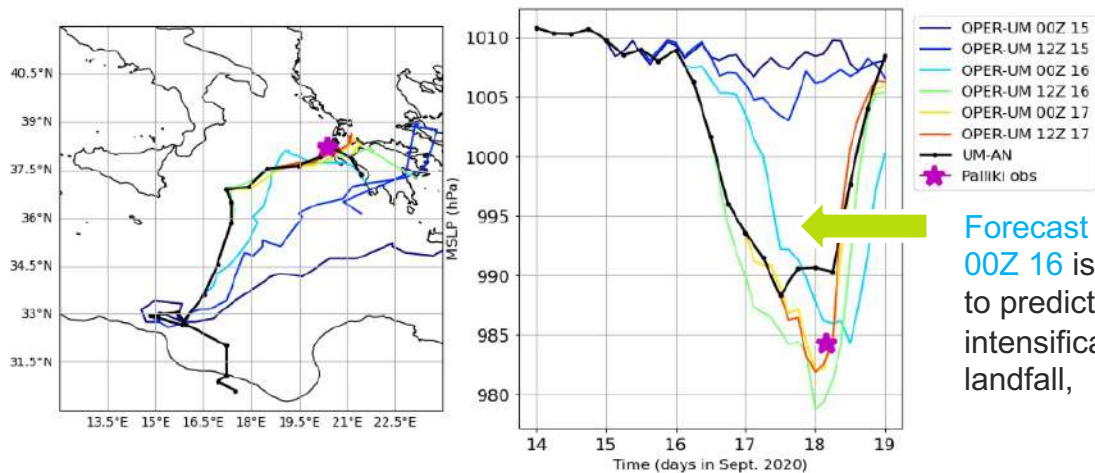 40.5°N
39°N
37.5°N
36°N
34.5°N
33°N
31.5°N
13.5°E 15°E 16.5°E 18°E 19.5°E 21°E 22.5°E
MSLP (hPa)
1010
1005
1000
995
990
985
980
14 15 16 17 18 19
Time (days in Sept. 2020)
OPER-UM 00Z 15
OPER-UM 12Z 15
OPER-UM 00Z 16
OPER-UM 12Z 16
OPER-UM 00Z 17
OPER-UM 12Z 17
UM-AN
Palliki obs
Forecast
00Z 16 is
to predict
intensifica
landfall,